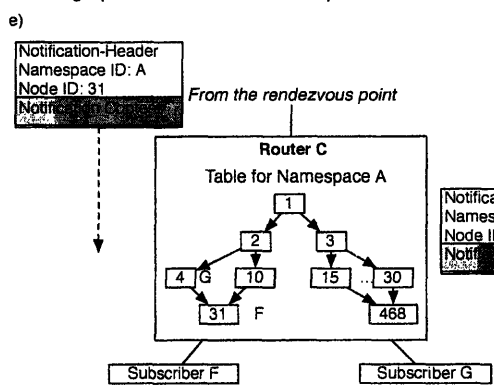 e)
Notification-Header
Namespace ID: A
Node ID: 31
From the rendezvous point
Router C
Table for Namespace A
1
2 3
4 G 10 15 ... 30
31 F 468
Notifica
Names
Node I
Notif
Subscriber F Subscriber G